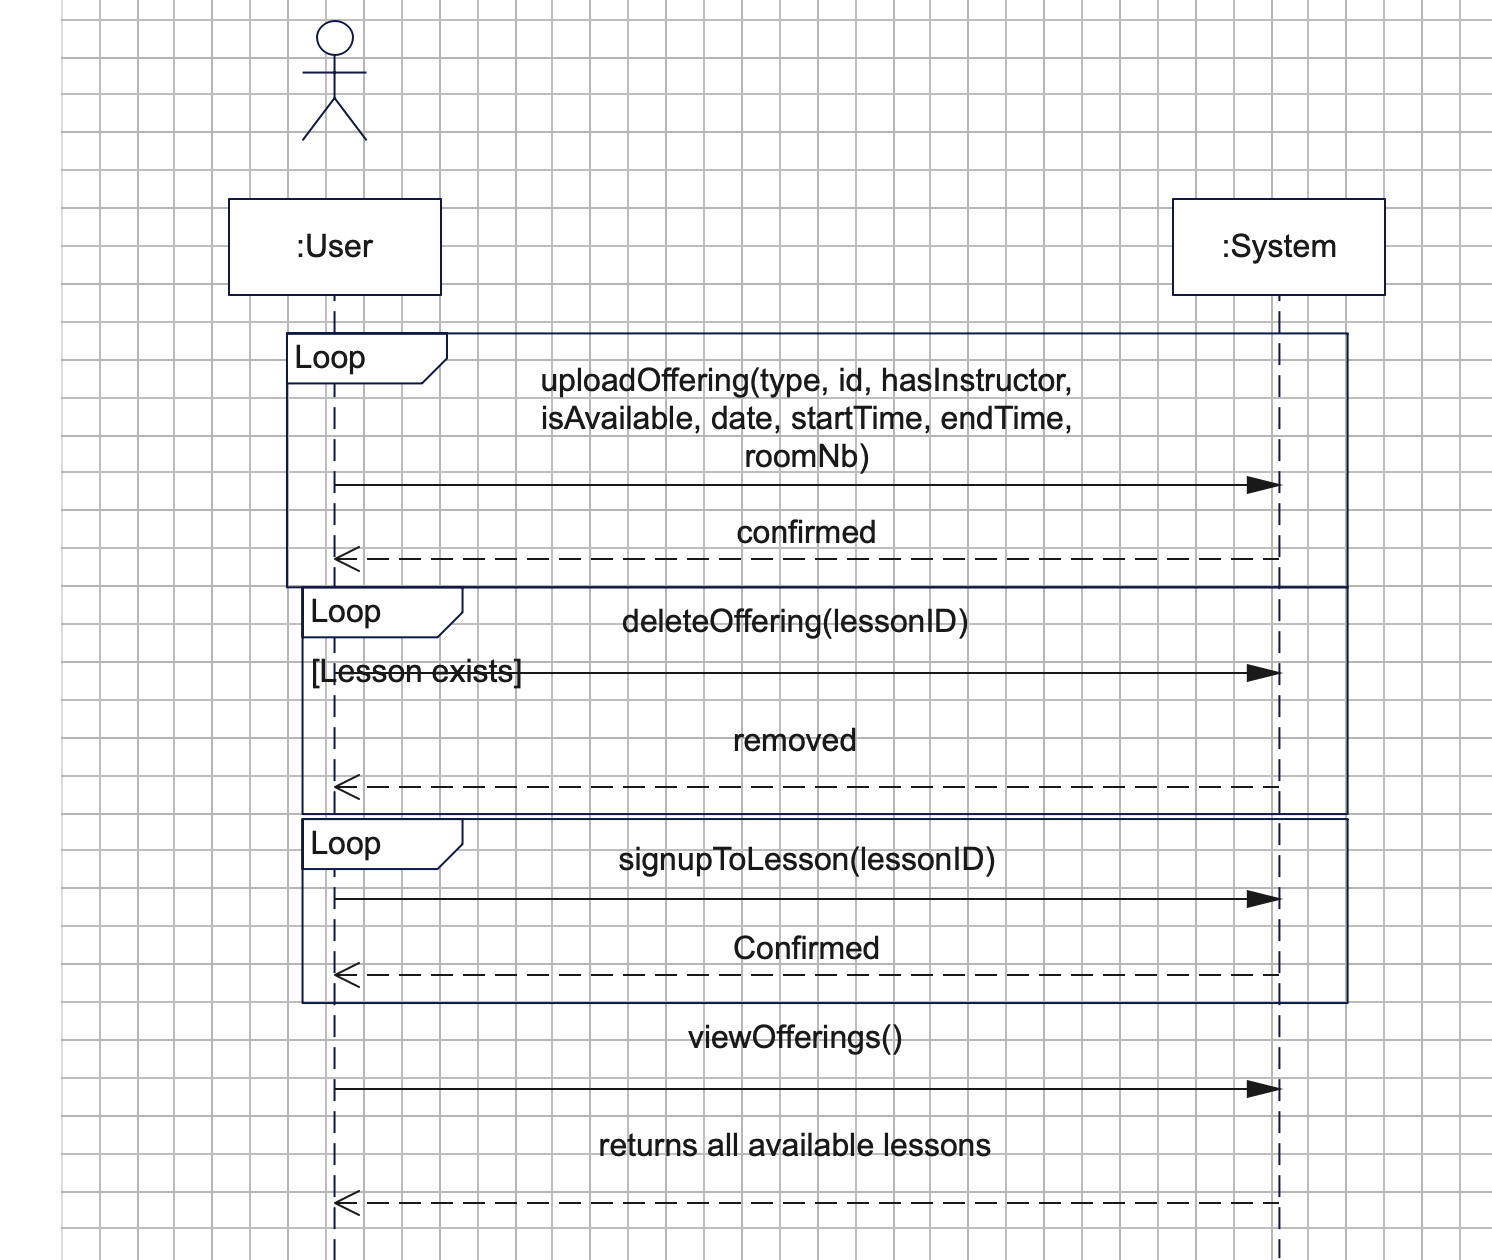 :User
:System
Loop
uploadOffering(type, id, hasInstructor,
isAvailable, date, startTime, endTime,
roomNb)
confirmed
Loop
deleteOffering(lessonID)
[Lesson exists]
removed
Loop
signupToLesson(lessonID)
Confirmed
viewOfferings()
returns all available lessons